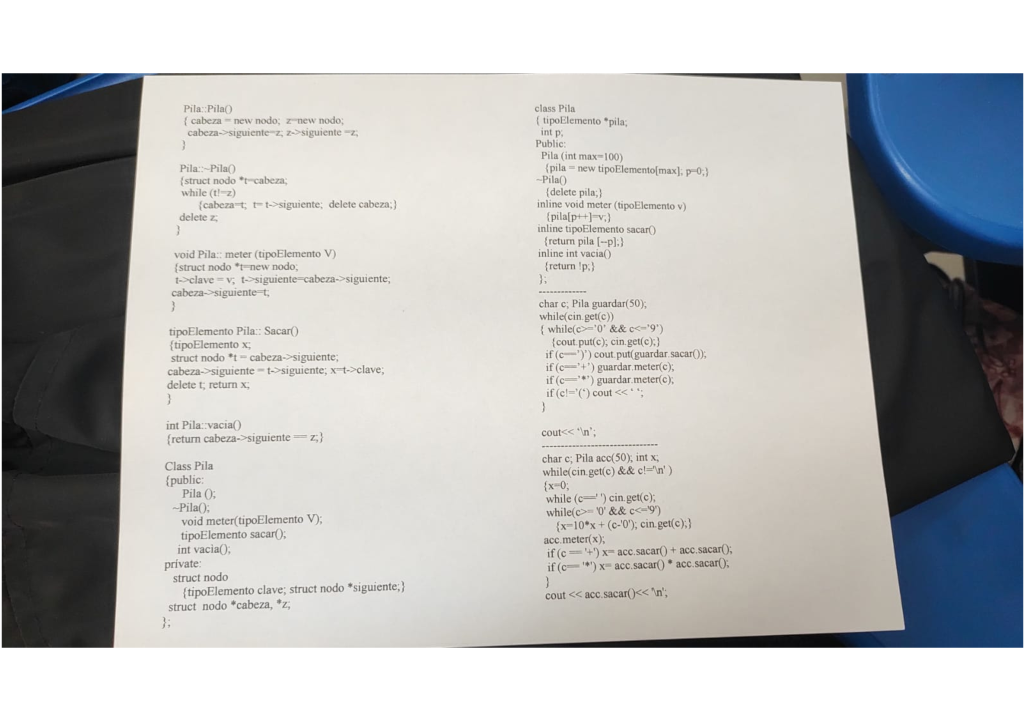 Pila::Pila()
{ cabeza = new nodo; z=new nodo;
cabeza->siguiente=z; z->siguiente =z;
}
Pila::~Pila()
{struct nodo *t=cabeza;
while (t!=z)
{cabeza=t; t= t->siguiente; delete cabeza;}
delete z;
}
void Pila:: meter (tipoElemento V)
{struct nodo *t=new nodo;
t->clave = v; t->siguiente=cabeza->siguiente;
cabeza->siguiente=t;
}
tipoElemento Pila:: Sacar()
{tipoElemento x;
struct nodo *t = cabeza->siguiente;
cabeza->siguiente = t->siguiente; x=t->clave;
delete t; return x;
}
int Pila::vacia()
{return cabeza->siguiente == z;}
Class Pila
{public:
Pila ();
~Pila();
void meter(tipoElemento V);
tipoElemento sacar();
int vacia();
private:
struct nodo
{tipoElemento clave; struct nodo *siguiente;}
struct nodo *cabeza, *z;
};
class Pila
{ tipoElemento *pila;
int p;
Public:
Pila (int max=100)
{pila = new tipoElemento[max]; p=0;}
~Pila()
{delete pila;}
inline void meter (tipoElemento v)
{pila[p++]=v;}
inline tipoElemento sacar()
{return pila [--p];}
inline int vacia()
{return !p;}
};
-------------
char c; Pila guardar(50);
while(cin.get(c))
{ while(c>='0' && c<='9')
{cout.put(c); cin.get(c);}
if (c==')') cout.put(guardar.sacar());
if (c=='+') guardar.meter(c);
if (c=='*') guardar.meter(c);
if (c!='(‘) cout << ‘ ‘;
}
cout<< ‘\n’;
-------------------------------
char c; Pila acc(50); int x;
while(cin.get(c) && c!='\n' )
{x=0;
while (c==' ') cin.get(c);
while(c>= '0' && c<='9')
{x=10*x + (c-'0'); cin.get(c);}
acc.meter(x);
if (c == '+') x= acc.sacar() + acc.sacar();
if (c== '*') x= acc.sacar() * acc.sacar();
}
cout << acc.sacar()<< '\n';